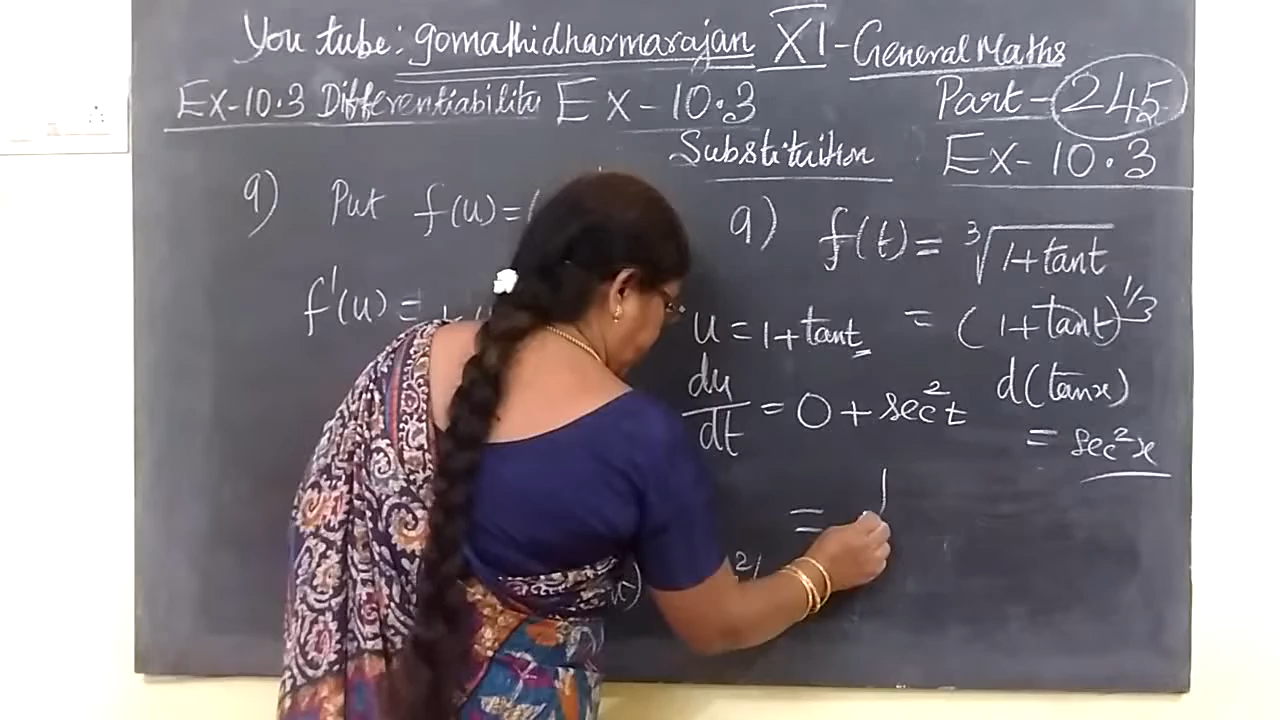 You tube: gomathidharmarajan XI - General Maths
Ex-10.3 Differentiability Ex-10.3 Part-245
Substituition Ex-10.3
9) Put f(u)=(
f'(u) =
9) f(t) = ³√1+tant
u = 1+tant = (1+tant)^1/3
du/dt = 0 + sec²t
d(tanx)
= sec²x
=